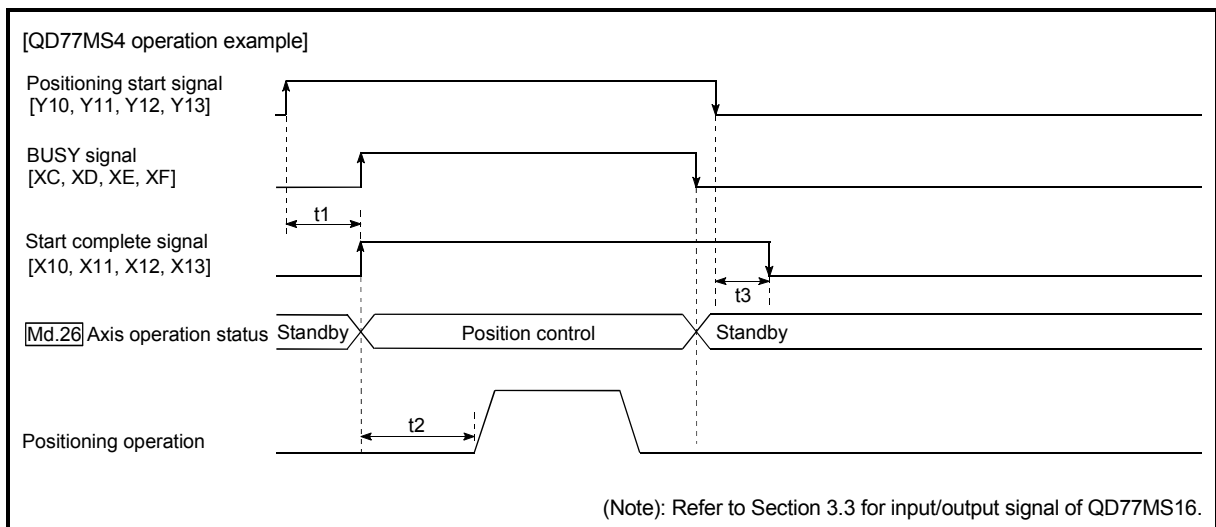 [QD77MS4 operation example]
Positioning start signal
[Y10, Y11, Y12, Y13]
BUSY signal
[XC, XD, XE, XF]
t1
Start complete signal
[X10, X11, X12, X13]
t3
Md.26 Axis operation status Standby Position control Standby
t2
Positioning operation
(Note): Refer to Section 3.3 for input/output signal of QD77MS16.